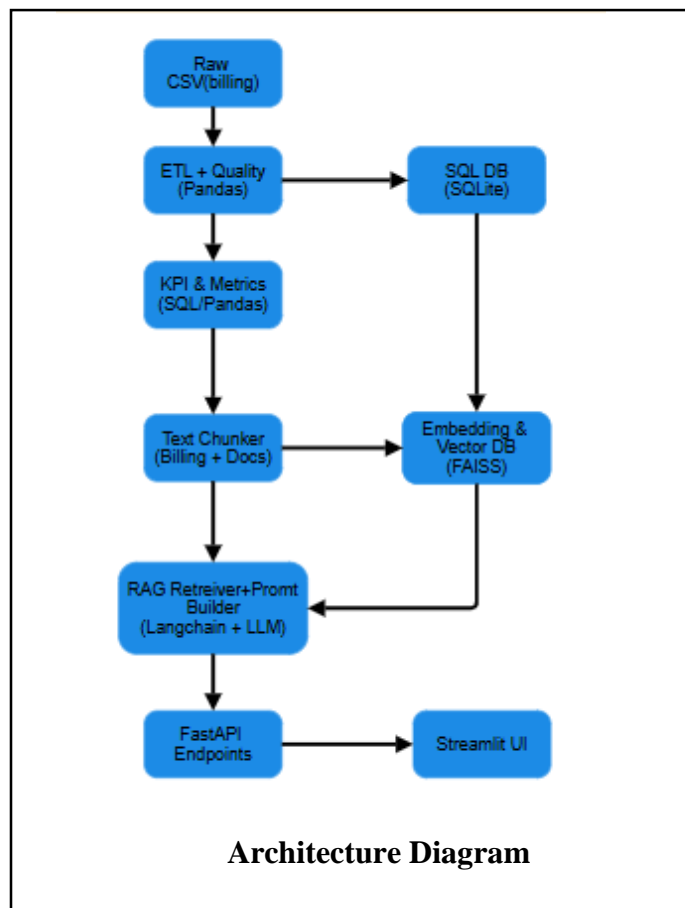 Raw
CSV(billing)
ETL + Quality
(Pandas)
SQL DB
(SQLite)
KPI & Metrics
(SQL/Pandas)
Text Chunker
(Billing + Docs)
Embedding &
Vector DB
(FAISS)
RAG Retreiver+Promt
Builder
(Langchain + LLM)
FastAPI
Endpoints
Streamlit UI
Architecture Diagram